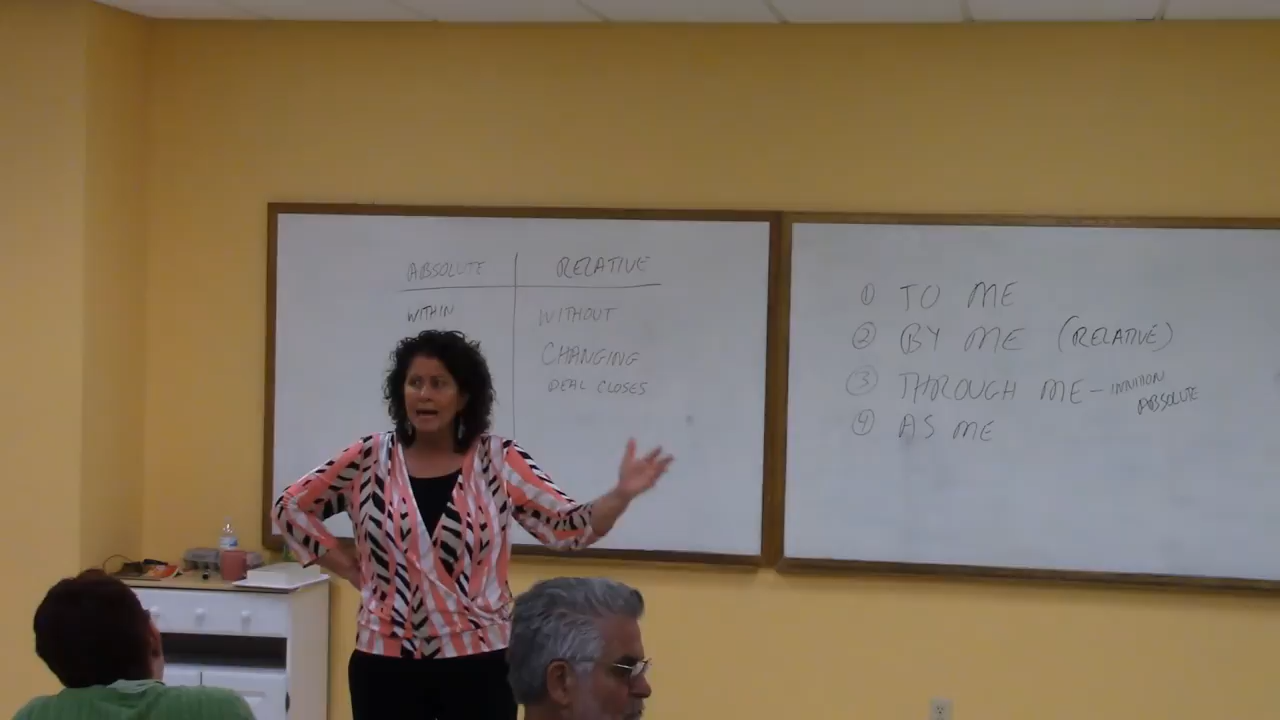 ABSOLUTE RELATIVE
WITHIN WITHOUT
CHANGING
DEAL CLOSES
① TO ME
② BY ME (RELATIVE)
③ THROUGH ME - INTUITION
ABSOLUTE
④ AS ME